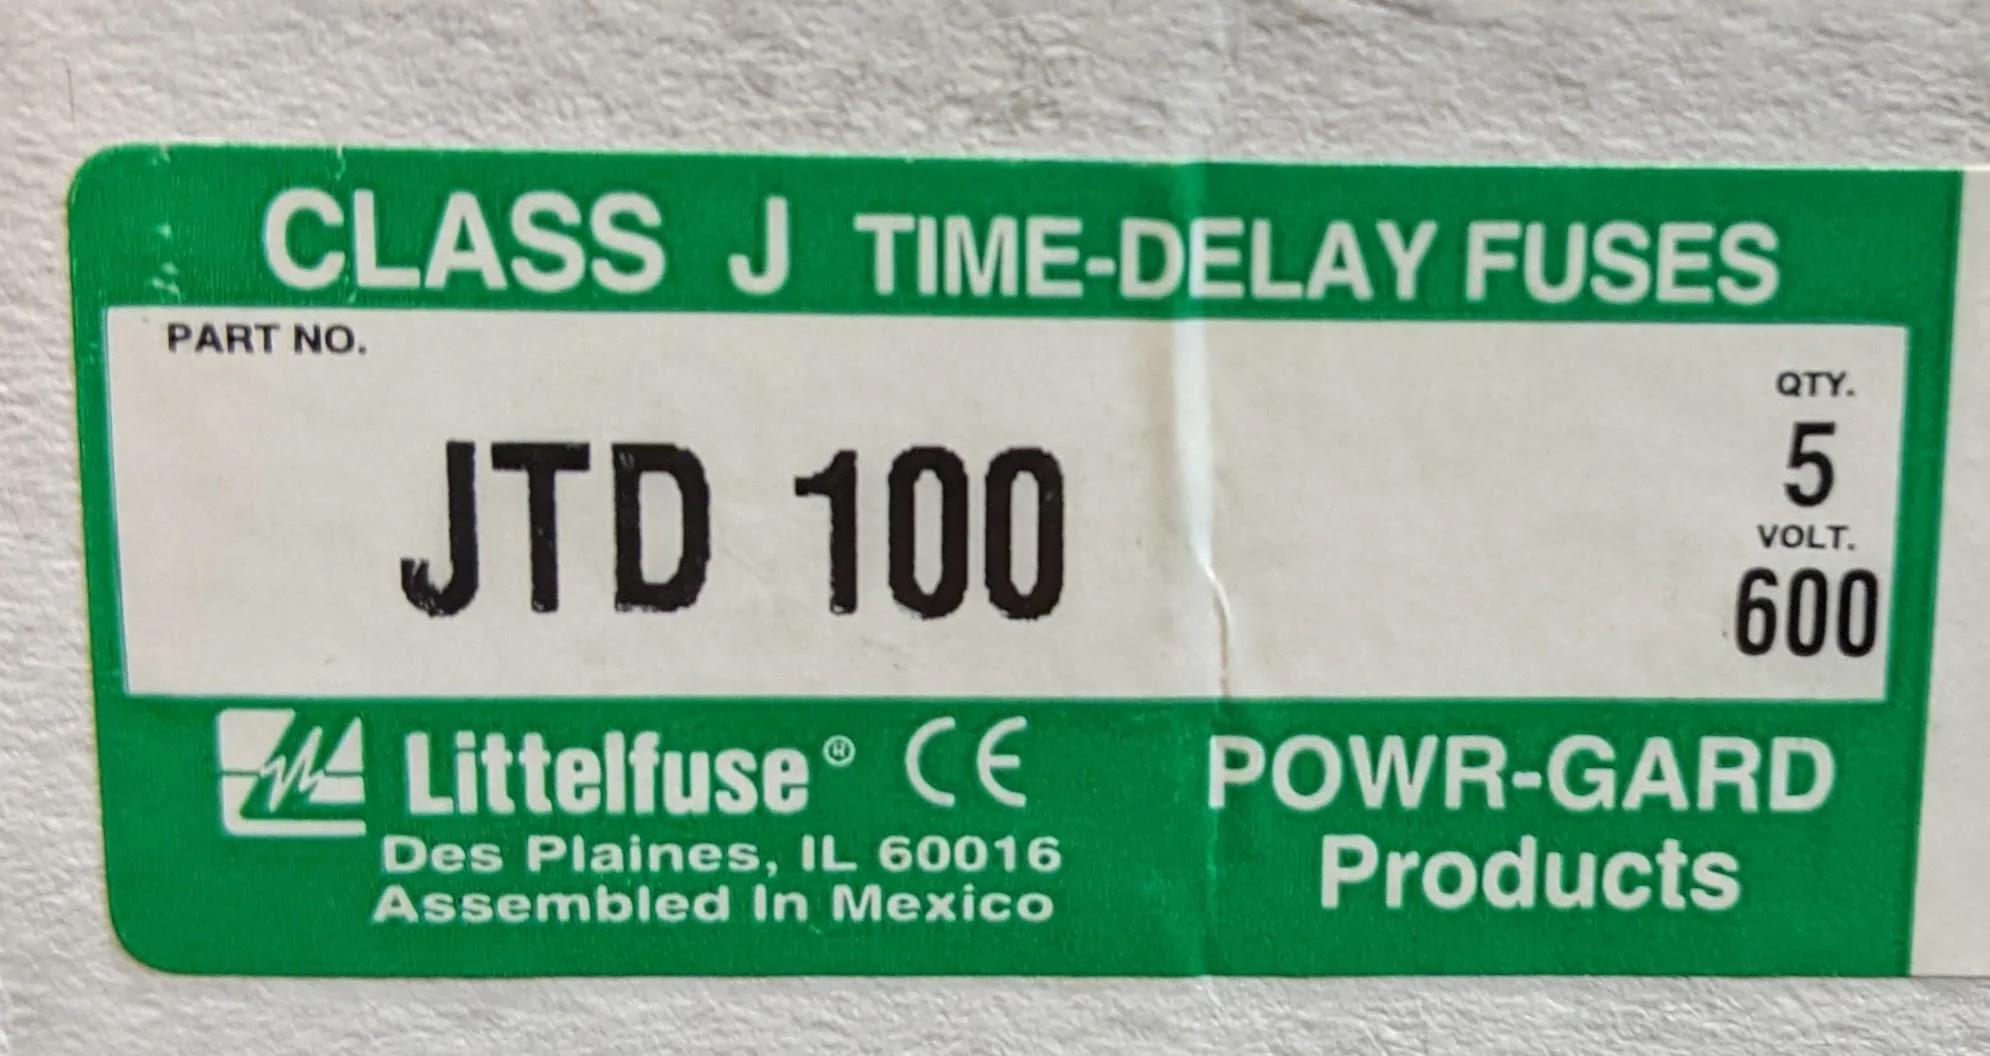 CLASS J TIME-DELAY FUSES
PART NO.
JTD 100
QTY.
5
VOLT.
600
Littelfuse® CE
Des Plaines, IL 60016
Assembled In Mexico
POWR-GARD
Products